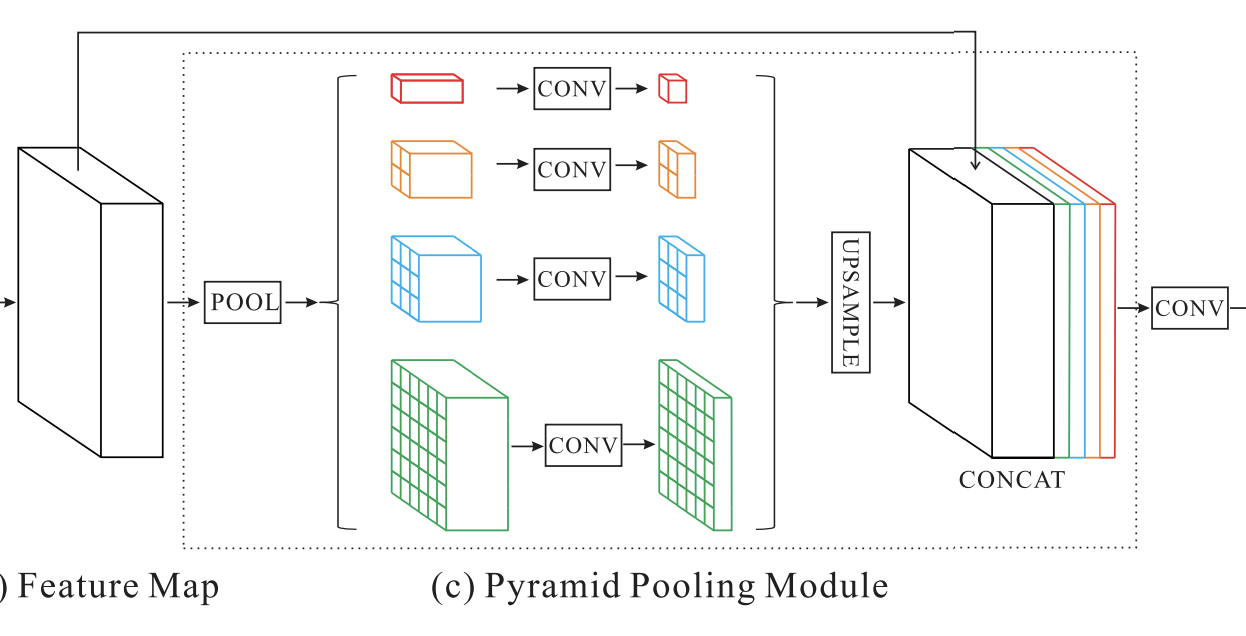 CONV
CONV
CONV
CONV
POOL
UPSAMPLE
CONV
CONCAT
) Feature Map
(c) Pyramid Pooling Module